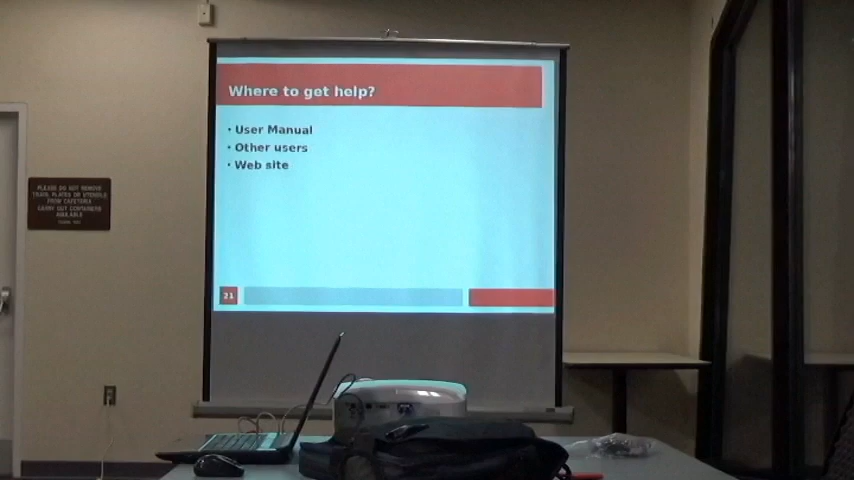 Where to get help?
• User Manual
• Other users
• Web site
21
PLEASE DO NOT REMOVE
TRAYS, PLATES OR UTENSILS
FROM CAFETERIA
CARRY OUT CONTAINERS
AVAILABLE